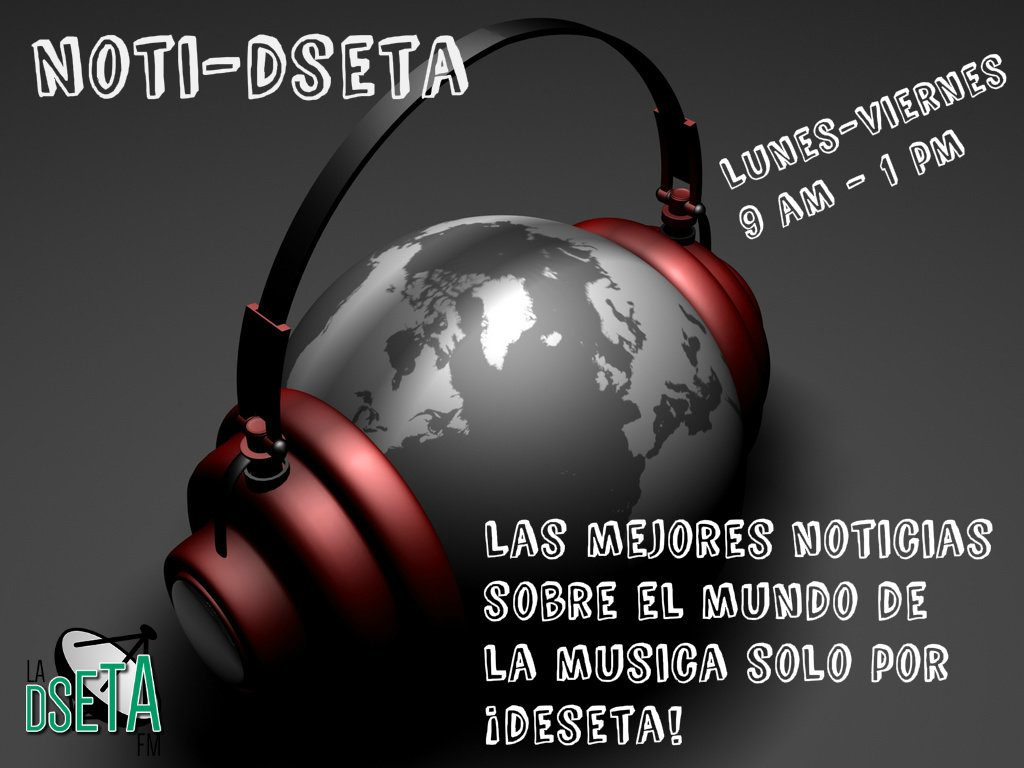 NOTI-DSETA
LUNES-VIERNES
9 AM - 1 PM
LAS MEJORES NOTICIAS
SOBRE EL MUNDO DE
LA MUSICA SOLO POR
¡DESETA!
LA
DSETA
FM